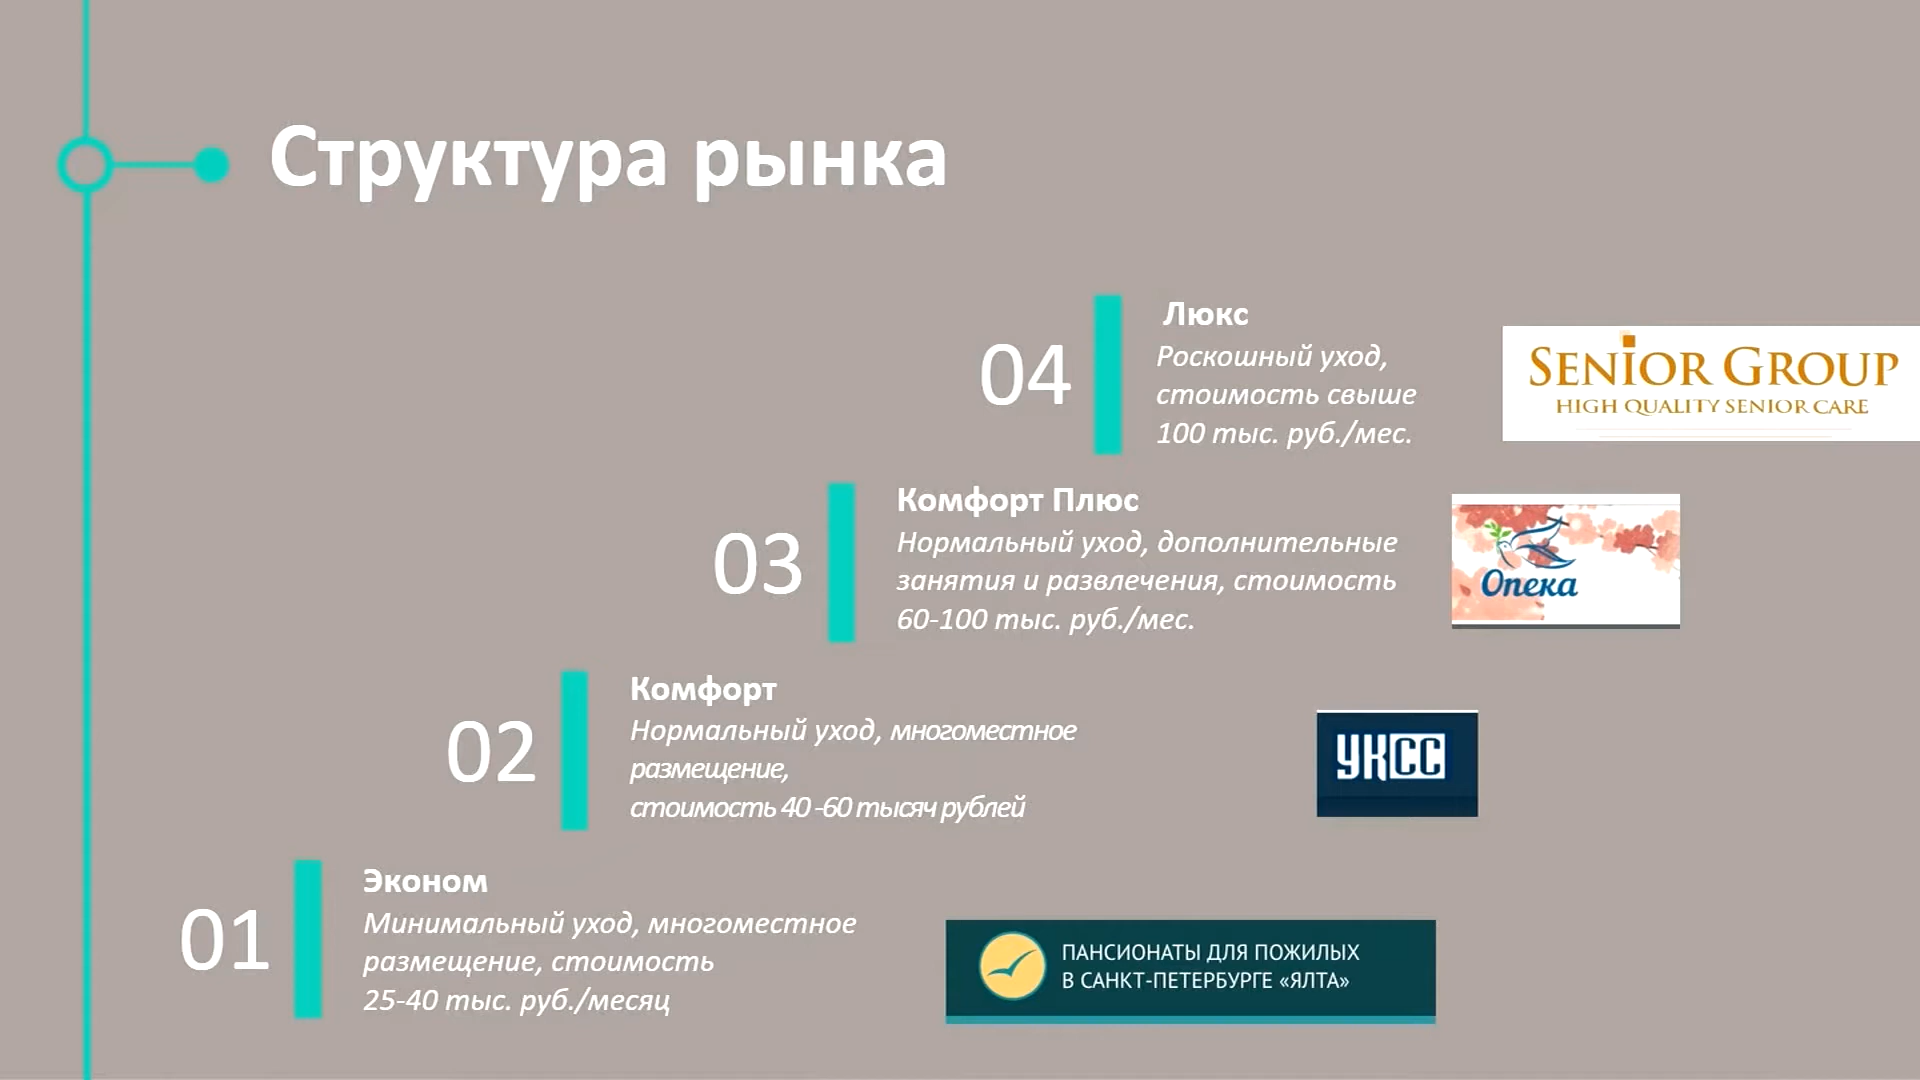 Структура рынка
04
Люкс
Роскошный уход,
стоимость свыше
100 тыс. руб./мес.
SENIOR GROUP
HIGH QUALITY SENIOR CARE
03
Комфорт Плюс
Нормальный уход, дополнительные
занятия и развлечения, стоимость
60-100 тыс. руб./мес.
Опека
02
Комфорт
Нормальный уход, многоместное
размещение,
стоимость 40 -60 тысяч рублей
УКСС
01
Эконом
Минимальный уход, многоместное
размещение, стоимость
25-40 тыс. руб./месяц
ПАНСИОНАТЫ ДЛЯ ПОЖИЛЫХ
В САНКТ-ПЕТЕРБУРГЕ «ЯЛТА»